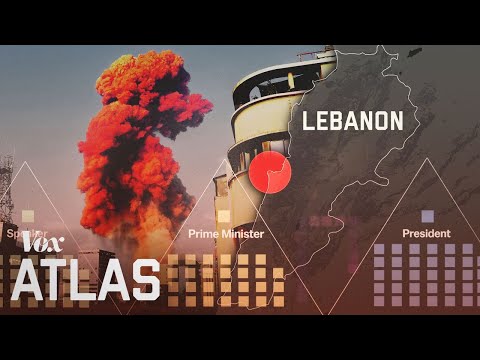 LEBANON
Speaker
Prime Minister
President
Vox
ATLAS